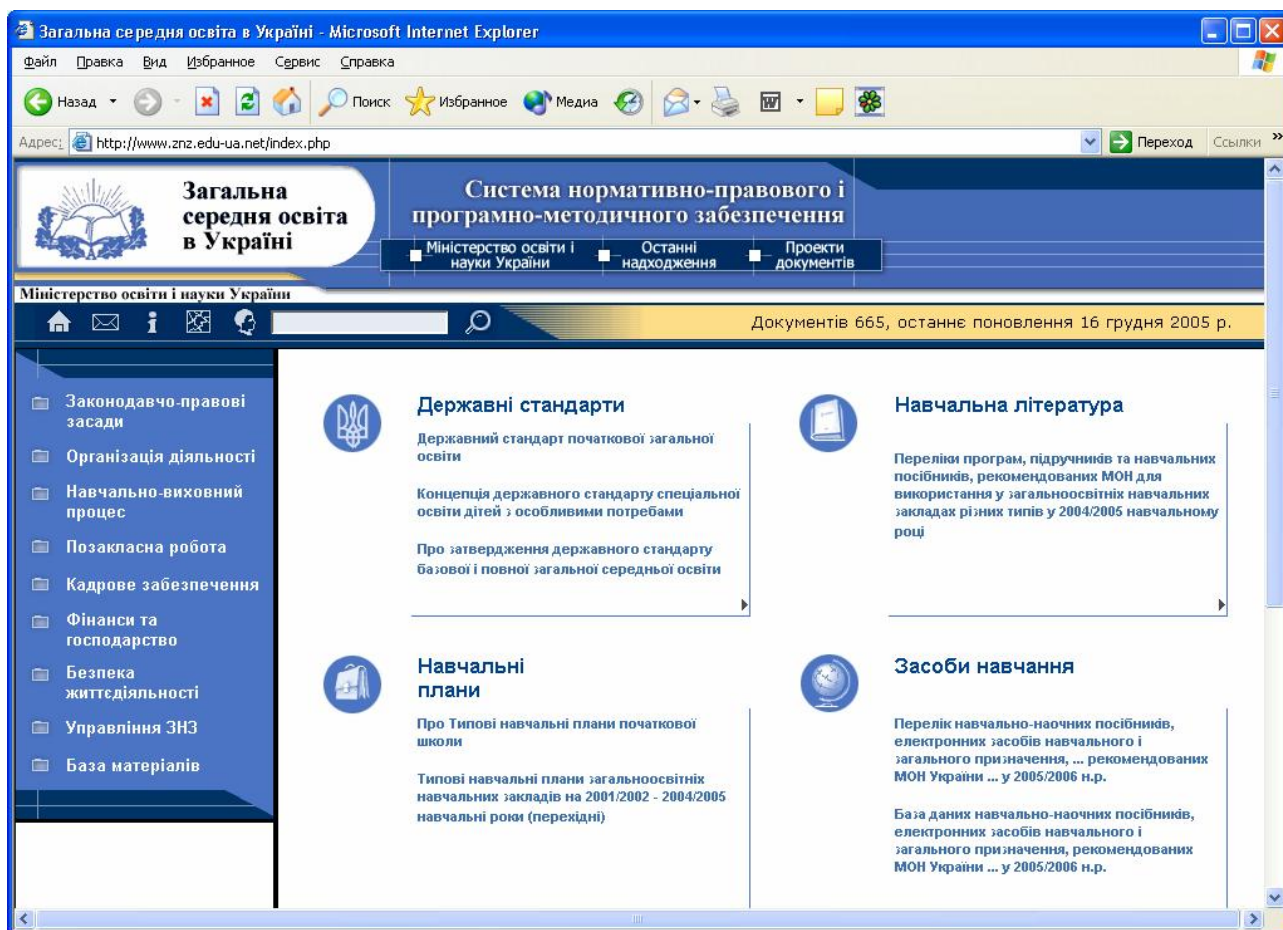 Загальна середня освіта в Україні - Microsoft Internet Explorer
Файл Правка Вид Избранное Сервис Справка
Назад Поиск Избранное Медиа
Адрес: http://www.znz.edu-ua.net/index.php Переход Ссылки »
Загальна
середня освіта
в Україні
Система нормативно-правового і
програмно-методичного забезпечення
Міністерство освіти і
науки України
Останні
надходження
Проекти
документів
Міністерство освіти і науки України
Документів 665, останнє поновлення 16 грудня 2005 р.
Законодавчо-правові
засади
Організація діяльності
Навчально-виховний
процес
Позакласна робота
Кадрове забезпечення
Фінанси та
господарство
Безпека
життєдіяльності
Управління ЗНЗ
База матеріалів
Державні стандарти
Державний стандарт початкової загальної
освіти
Концепція державного стандарту спеціальної
освіти дітей з особливими потребами
Про затвердження державного стандарту
базової і повної загальної середньої освіти
Навчальна література
Переліки програм, підручників та навчальних
посібників, рекомендованих МОН для
використання у загальноосвітніх навчальних
закладах різних типів у 2004/2005 навчальному
році
Навчальні
плани
Про Типові навчальні плани початкової
школи
Типові навчальні плани загальноосвітніх
навчальних закладів на 2001/2002 - 2004/2005
навчальні роки (перехідні)
Засоби навчання
Перелік навчально-наочних посібників,
електронних засобів навчального і
загального призначення, ... рекомендованих
МОН України ... у 2005/2006 н.р.
База даних навчально-наочних посібників,
електронних засобів навчального і
загального призначення, рекомендованих
МОН України ... у 2005/2006 н.р.